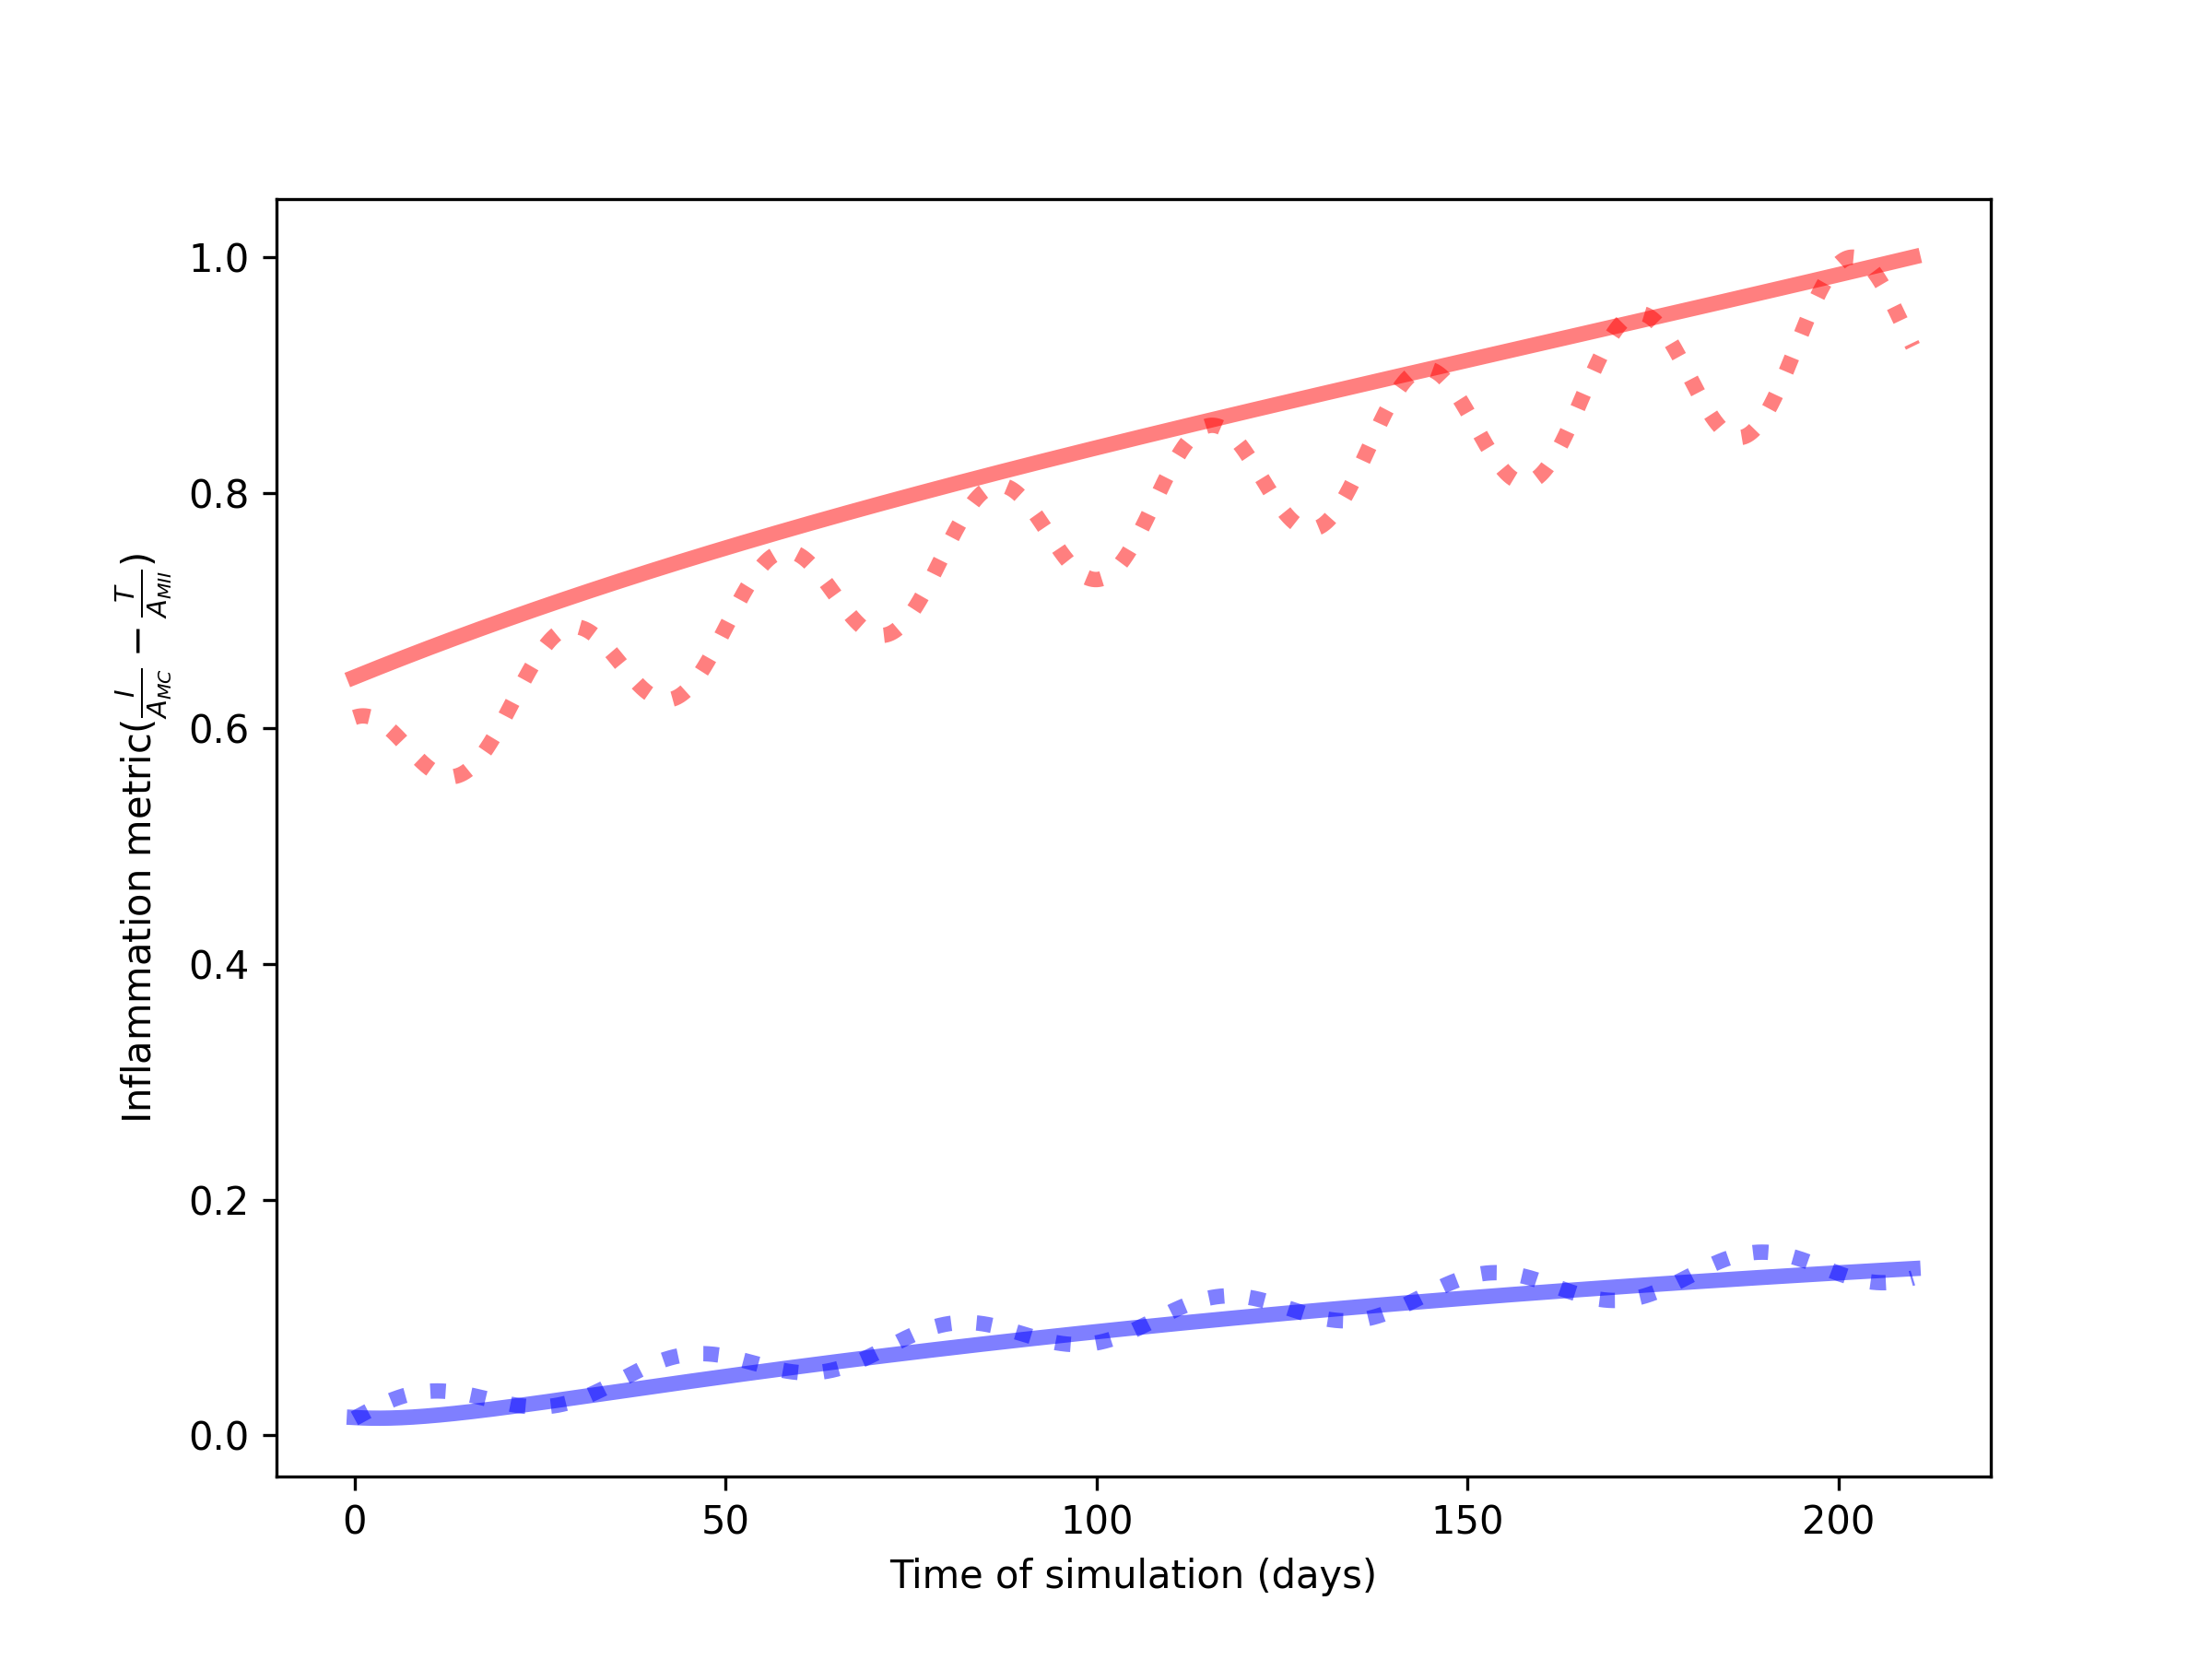 1.0
0.8
0.6
0.4
0.2
0.0
Inflammation metric(\frac{I}{A_{MC}} − \frac{T}{A_{MII}})
0 50 100 150 200
Time of simulation (days)